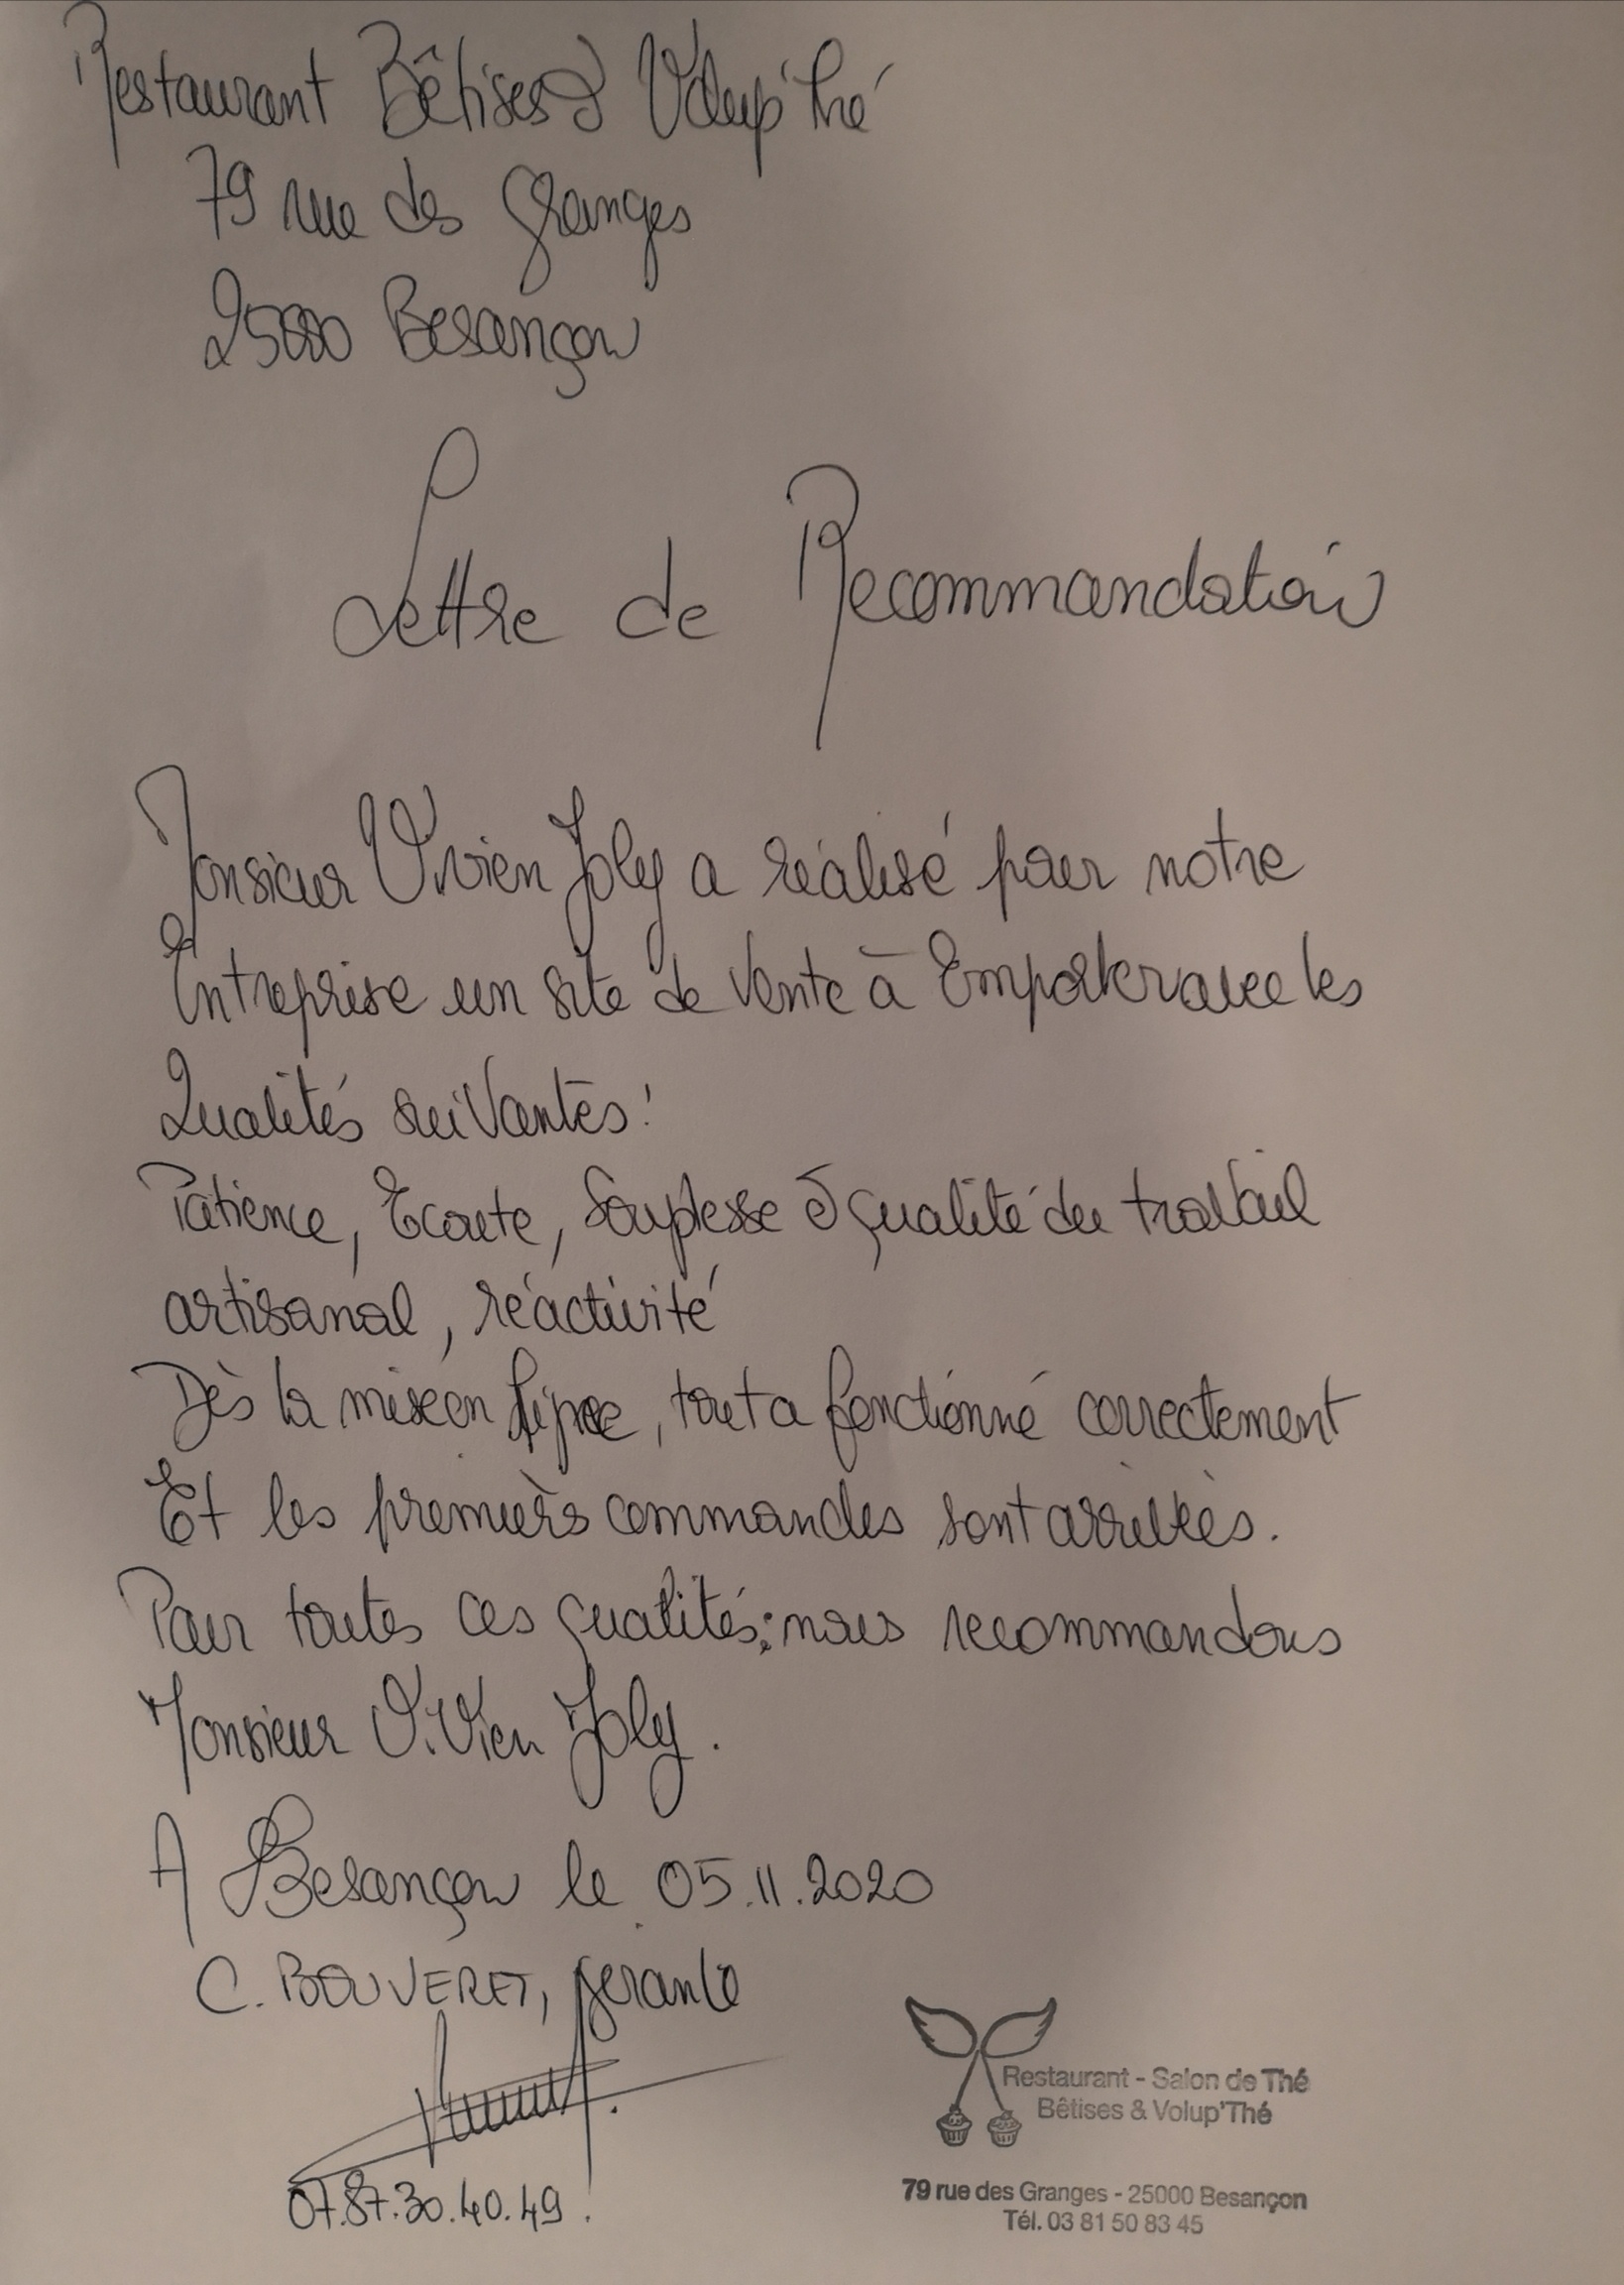 Restaurant Bêtises & Volup'thé
79 rue des Granges
25000 Besançon
Lettre de Recommandation
Monsieur Vivien Joly a réalisé pour notre
Entreprise un site de Vente à Emporter avec les
Qualités suivantes :
Patience, Ecoute, Souplesse & qualité du travail
artisanal, réactivité
Dès la mise en ligne, tout a fonctionné correctement
Et les premières commandes sont arrivées.
Pour toutes ces qualités; nous recommandons
Monsieur Vivien Joly.
A Besançon le 05.11.2020
C. BOUVERET, gérante
07.87.30.40.49.
Restaurant - Salon de Thé
Bêtises & Volup'Thé
79 rue des Granges - 25000 Besançon
Tél. 03 81 50 83 45